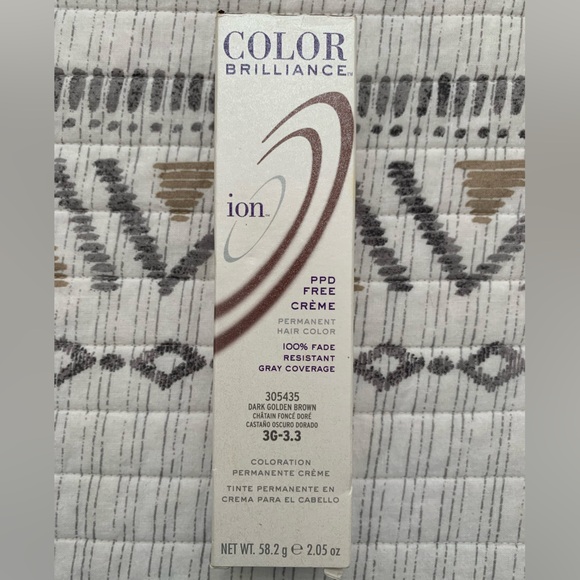 COLOR
BRILLIANCE™
ion™
PPD
FREE
CRÈME
PERMANENT
HAIR COLOR
100% FADE
RESISTANT
GRAY COVERAGE
305435
DARK GOLDEN BROWN
CHÂTAIN FONCÉ DORÉ
CASTAÑO OSCURO DORADO
3G-3.3
COLORATION
PERMANENTE CRÈME
TINTE PERMANENTE EN
CREMA PARA EL CABELLO
NET WT. 58.2 g ℮ 2.05 oz